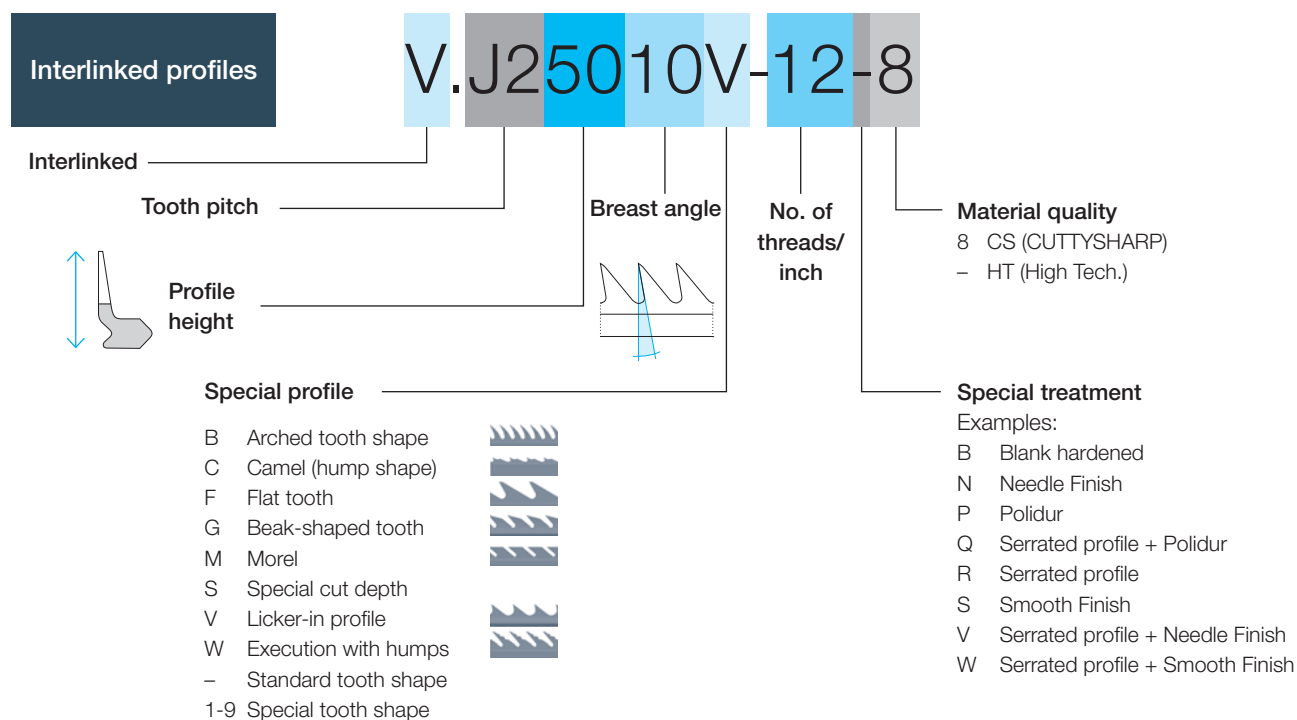 Interlinked profiles
V.J25010V-12-8
Interlinked
Tooth pitch
Profile
height
Breast angle
No. of
threads/
inch
Material quality
8 CS (CUTTYSHARP)
– HT (High Tech.)
Special profile
B Arched tooth shape
C Camel (hump shape)
F Flat tooth
G Beak-shaped tooth
M Morel
S Special cut depth
V Licker-in profile
W Execution with humps
– Standard tooth shape
1-9 Special tooth shape
Special treatment
Examples:
B Blank hardened
N Needle Finish
P Polidur
Q Serrated profile + Polidur
R Serrated profile
S Smooth Finish
V Serrated profile + Needle Finish
W Serrated profile + Smooth Finish